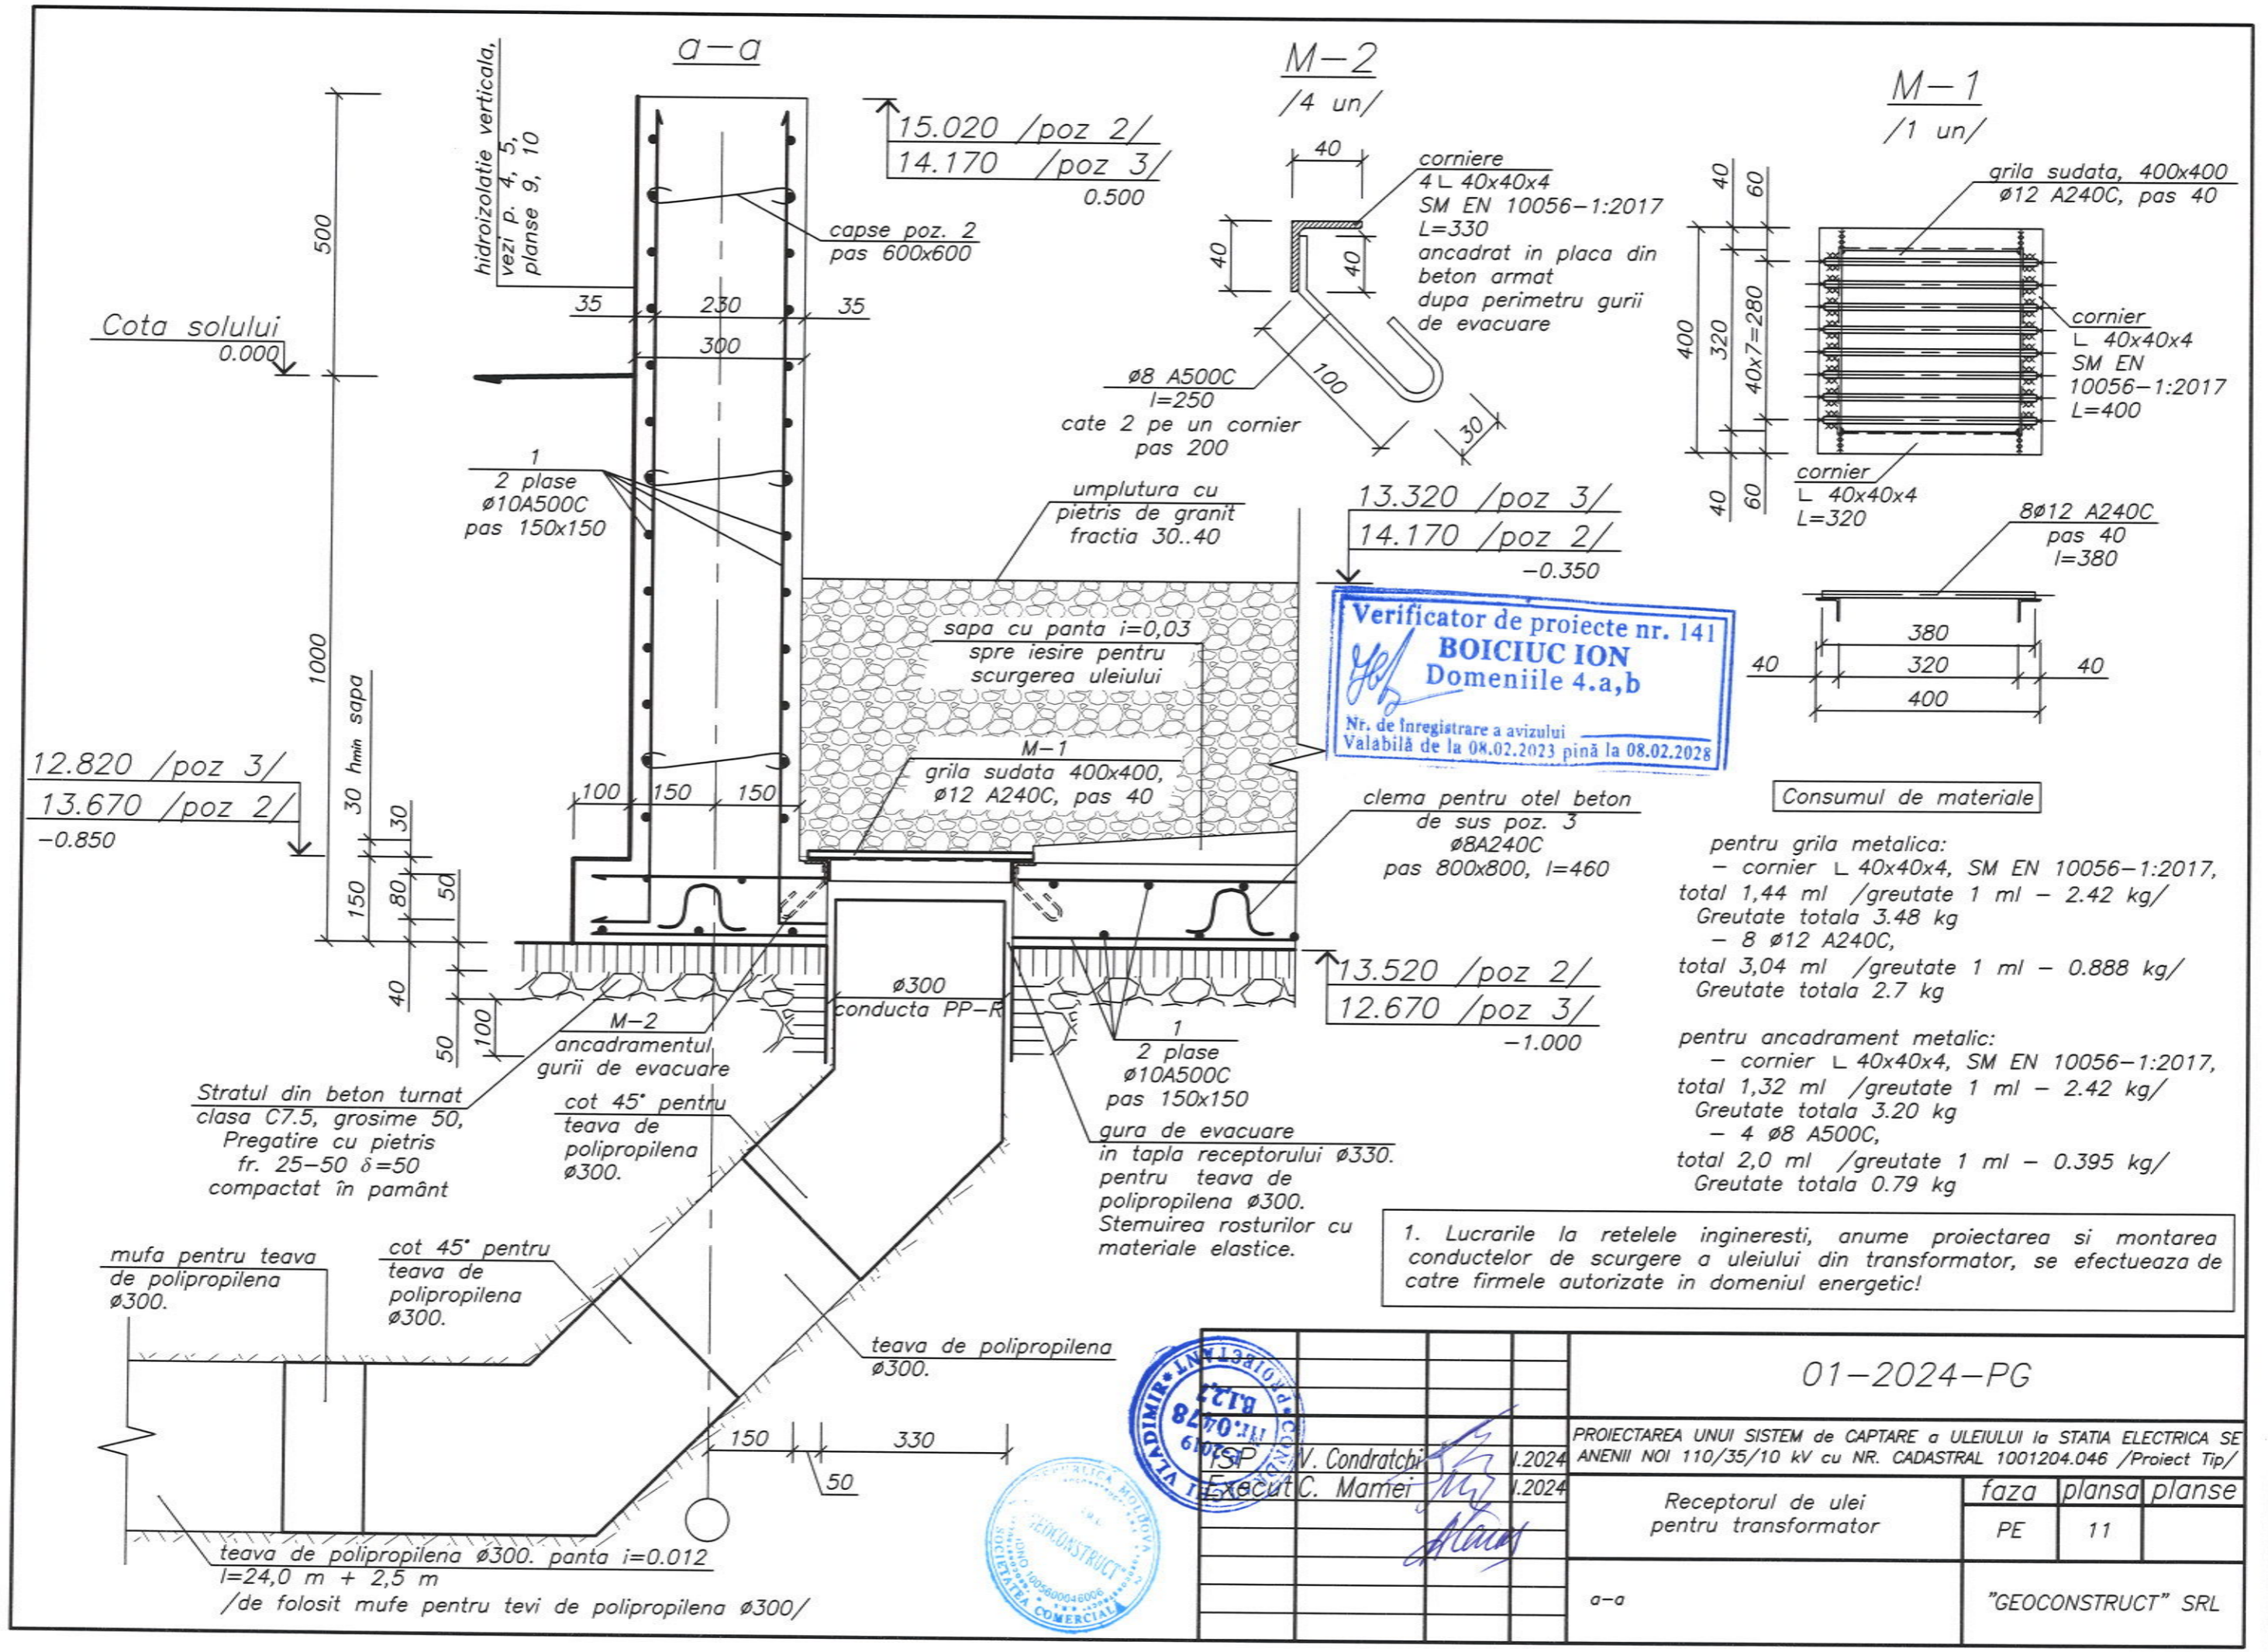 a-a
hidroizolatie verticala,
vezi p. 4, 5,
planse 9, 10
15.020 /poz 2/
14.170 /poz 3/
0.500
capse poz. 2
pas 600x600
500
35
230
35
300
Cota solului
0.000
1
2 plase
ø10A500C
pas 150x150
1000
umplutura cu
pietris de granit
fractia 30..40
13.320 /poz 3/
14.170 /poz 2/
-0.350
sapa cu panta i=0,03
spre iesire pentru
scurgerea uleiului
M-1
grila sudata 400x400,
ø12 A240C, pas 40
12.820 /poz 3/
13.670 /poz 2/
-0.850
30 hmin sapa
150
30
80
40
50
50
100
100
150
150
clema pentru otel beton
de sus poz. 3
ø8A240C
pas 800x800, l=460
13.520 /poz 2/
12.670 /poz 3/
-1.000
ø300
conducta PP-R
M-2
ancadramentul
gurii de evacuare
1
2 plase
ø10A500C
pas 150x150
Stratul din beton turnat
clasa C7.5, grosime 50,
Pregatire cu pietris
fr. 25-50 δ=50
compactat în pamânt
cot 45° pentru
teava de
polipropilena
ø300.
gura de evacuare
in tapla receptorului ø330.
pentru teava de
polipropilena ø300.
Stemuirea rosturilor cu
materiale elastice.
mufa pentru teava
de polipropilena
ø300.
cot 45° pentru
teava de
polipropilena
ø300.
teava de polipropilena
ø300.
150
50
330
teava de polipropilena ø300. panta i=0.012
l=24,0 m + 2,5 m
/de folosit mufe pentru tevi de polipropilena ø300/
M-2
/4 un/
40
40
40
corniere
4 L 40x40x4
SM EN 10056-1:2017
L=330
ancadrat in placa din
beton armat
dupa perimetru gurii
de evacuare
ø8 A500C
l=250
cate 2 pe un cornier
pas 200
100
30
M-1
/1 un/
grila sudata, 400x400
ø12 A240C, pas 40
40
60
400
320
40x7=280
40
60
cornier
L 40x40x4
SM EN
10056-1:2017
L=400
cornier
L 40x40x4
L=320
8ø12 A240C
pas 40
l=380
380
40
320
40
400
Verificator de proiecte nr. 141
BOICIUC ION
Domeniile 4.a,b
Nr. de înregistrare a avizului
Valabilă de la 08.02.2023 pină la 08.02.2028
Consumul de materiale
pentru grila metalica:
- cornier L 40x40x4, SM EN 10056-1:2017,
total 1,44 ml /greutate 1 ml - 2.42 kg/
Greutate totala 3.48 kg
- 8 ø12 A240C,
total 3,04 ml /greutate 1 ml - 0.888 kg/
Greutate totala 2.7 kg
pentru ancadrament metalic:
- cornier L 40x40x4, SM EN 10056-1:2017,
total 1,32 ml /greutate 1 ml - 2.42 kg/
Greutate totala 3.20 kg
- 4 ø8 A500C,
total 2,0 ml /greutate 1 ml - 0.395 kg/
Greutate totala 0.79 kg
1. Lucrarile la retelele ingineresti, anume proiectarea si montarea
conductelor de scurgere a uleiului din transformator, se efectueaza de
catre firmele autorizate in domeniul energetic!
REPUBLICA MOLDOVA
"GEOCONSTRUCT"
IDNO 1005600046006
SOCIETATEA COMERCIALĂ
PROIECTANT
CONDRATCHI VLADIMIR
nr.0478
2019
01-2024-PG
PROIECTAREA UNUI SISTEM de CAPTARE a ULEIULUI la STATIA ELECTRICA SE
ANENII NOI 110/35/10 kV cu NR. CADASTRAL 1001204.046 /Proiect Tip/
ISP V. Condratchi I.2024
Executat C. Mamei I.2024
Receptorul de ulei
pentru transformator
faza plansa planse
PE 11
a-a
"GEOCONSTRUCT" SRL